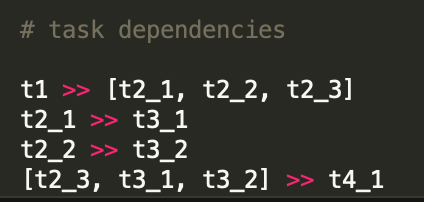 # task dependencies
t1 >> [t2_1, t2_2, t2_3]
t2_1 >> t3_1
t2_2 >> t3_2
[t2_3, t3_1, t3_2] >> t4_1